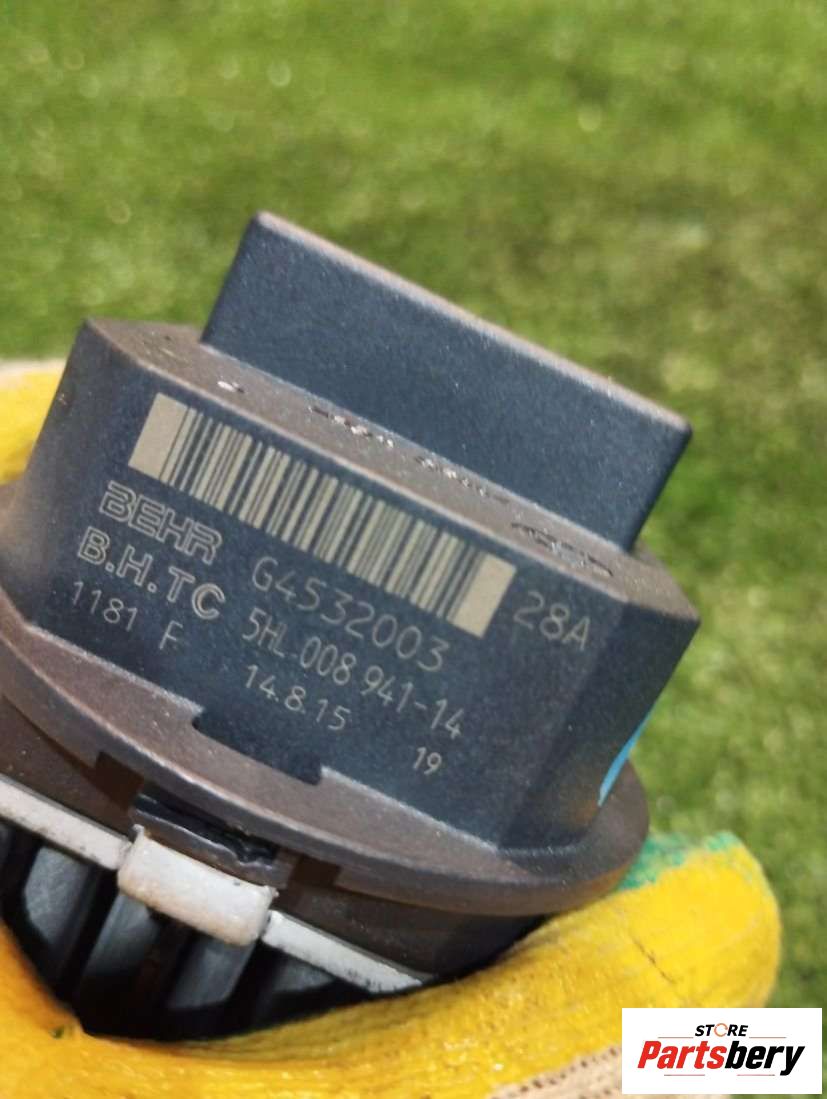 BEHR G4532003 28A
B.H.TC 5HL.008 941-14
1181 F 14.8.15 19
STORE
Partsbery